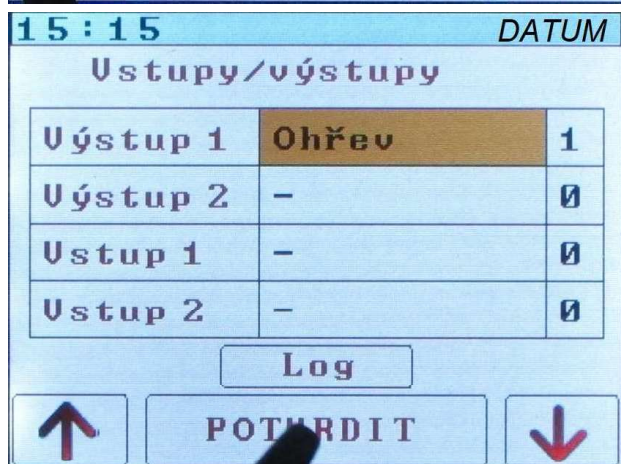 15:15 DATUM
Vstupy/výstupy
Výstup 1 Ohřev 1
Výstup 2 - 0
Vstup 1 - 0
Vstup 2 - 0
Log
POTVRDIT